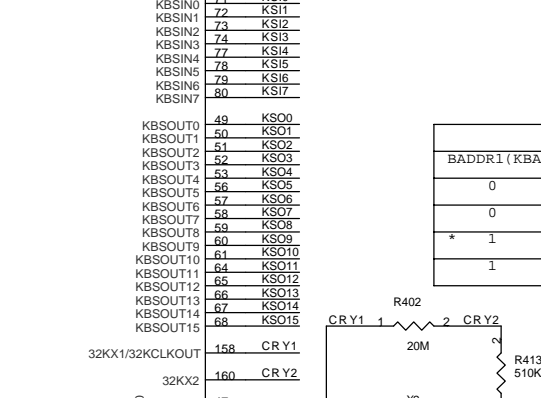 KBSIN0 71
KBSIN1 72 KSI1
KBSIN2 73 KSI2
KBSIN3 74 KSI3
KBSIN4 77 KSI4
KBSIN5 78 KSI5
KBSIN6 79 KSI6
KBSIN7 80 KSI7
KBSOUT0 49 KSO0
KBSOUT1 50 KSO1
KBSOUT2 51 KSO2
KBSOUT3 52 KSO3
KBSOUT4 53 KSO4
KBSOUT5 56 KSO5
KBSOUT6 57 KSO6
KBSOUT7 58 KSO7
KBSOUT8 59 KSO8
KBSOUT9 60 KSO9
KBSOUT10 61 KSO10
KBSOUT11 64 KSO11
KBSOUT12 65 KSO12
KBSOUT13 66 KSO13
KBSOUT14 67 KSO14
KBSOUT15 68 KSO15
32KX1/32KCLKOUT 158 CRY1
32KX2 160 CRY2
BADDR1(KBA
0
0
* 1
1
R402
CRY1 1 2 CRY2
20M
2
R413
510K